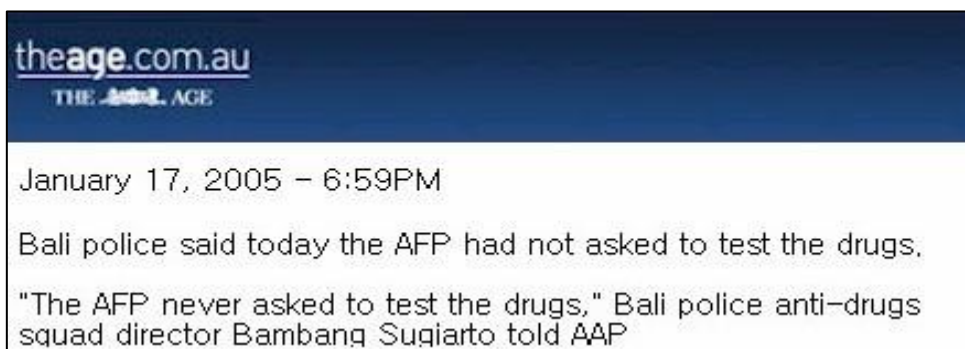 theage.com.au
THE AGE
January 17, 2005 - 6:59PM
Bali police said today the AFP had not asked to test the drugs,
"The AFP never asked to test the drugs," Bali police anti-drugs
squad director Bambang Sugiarto told AAP